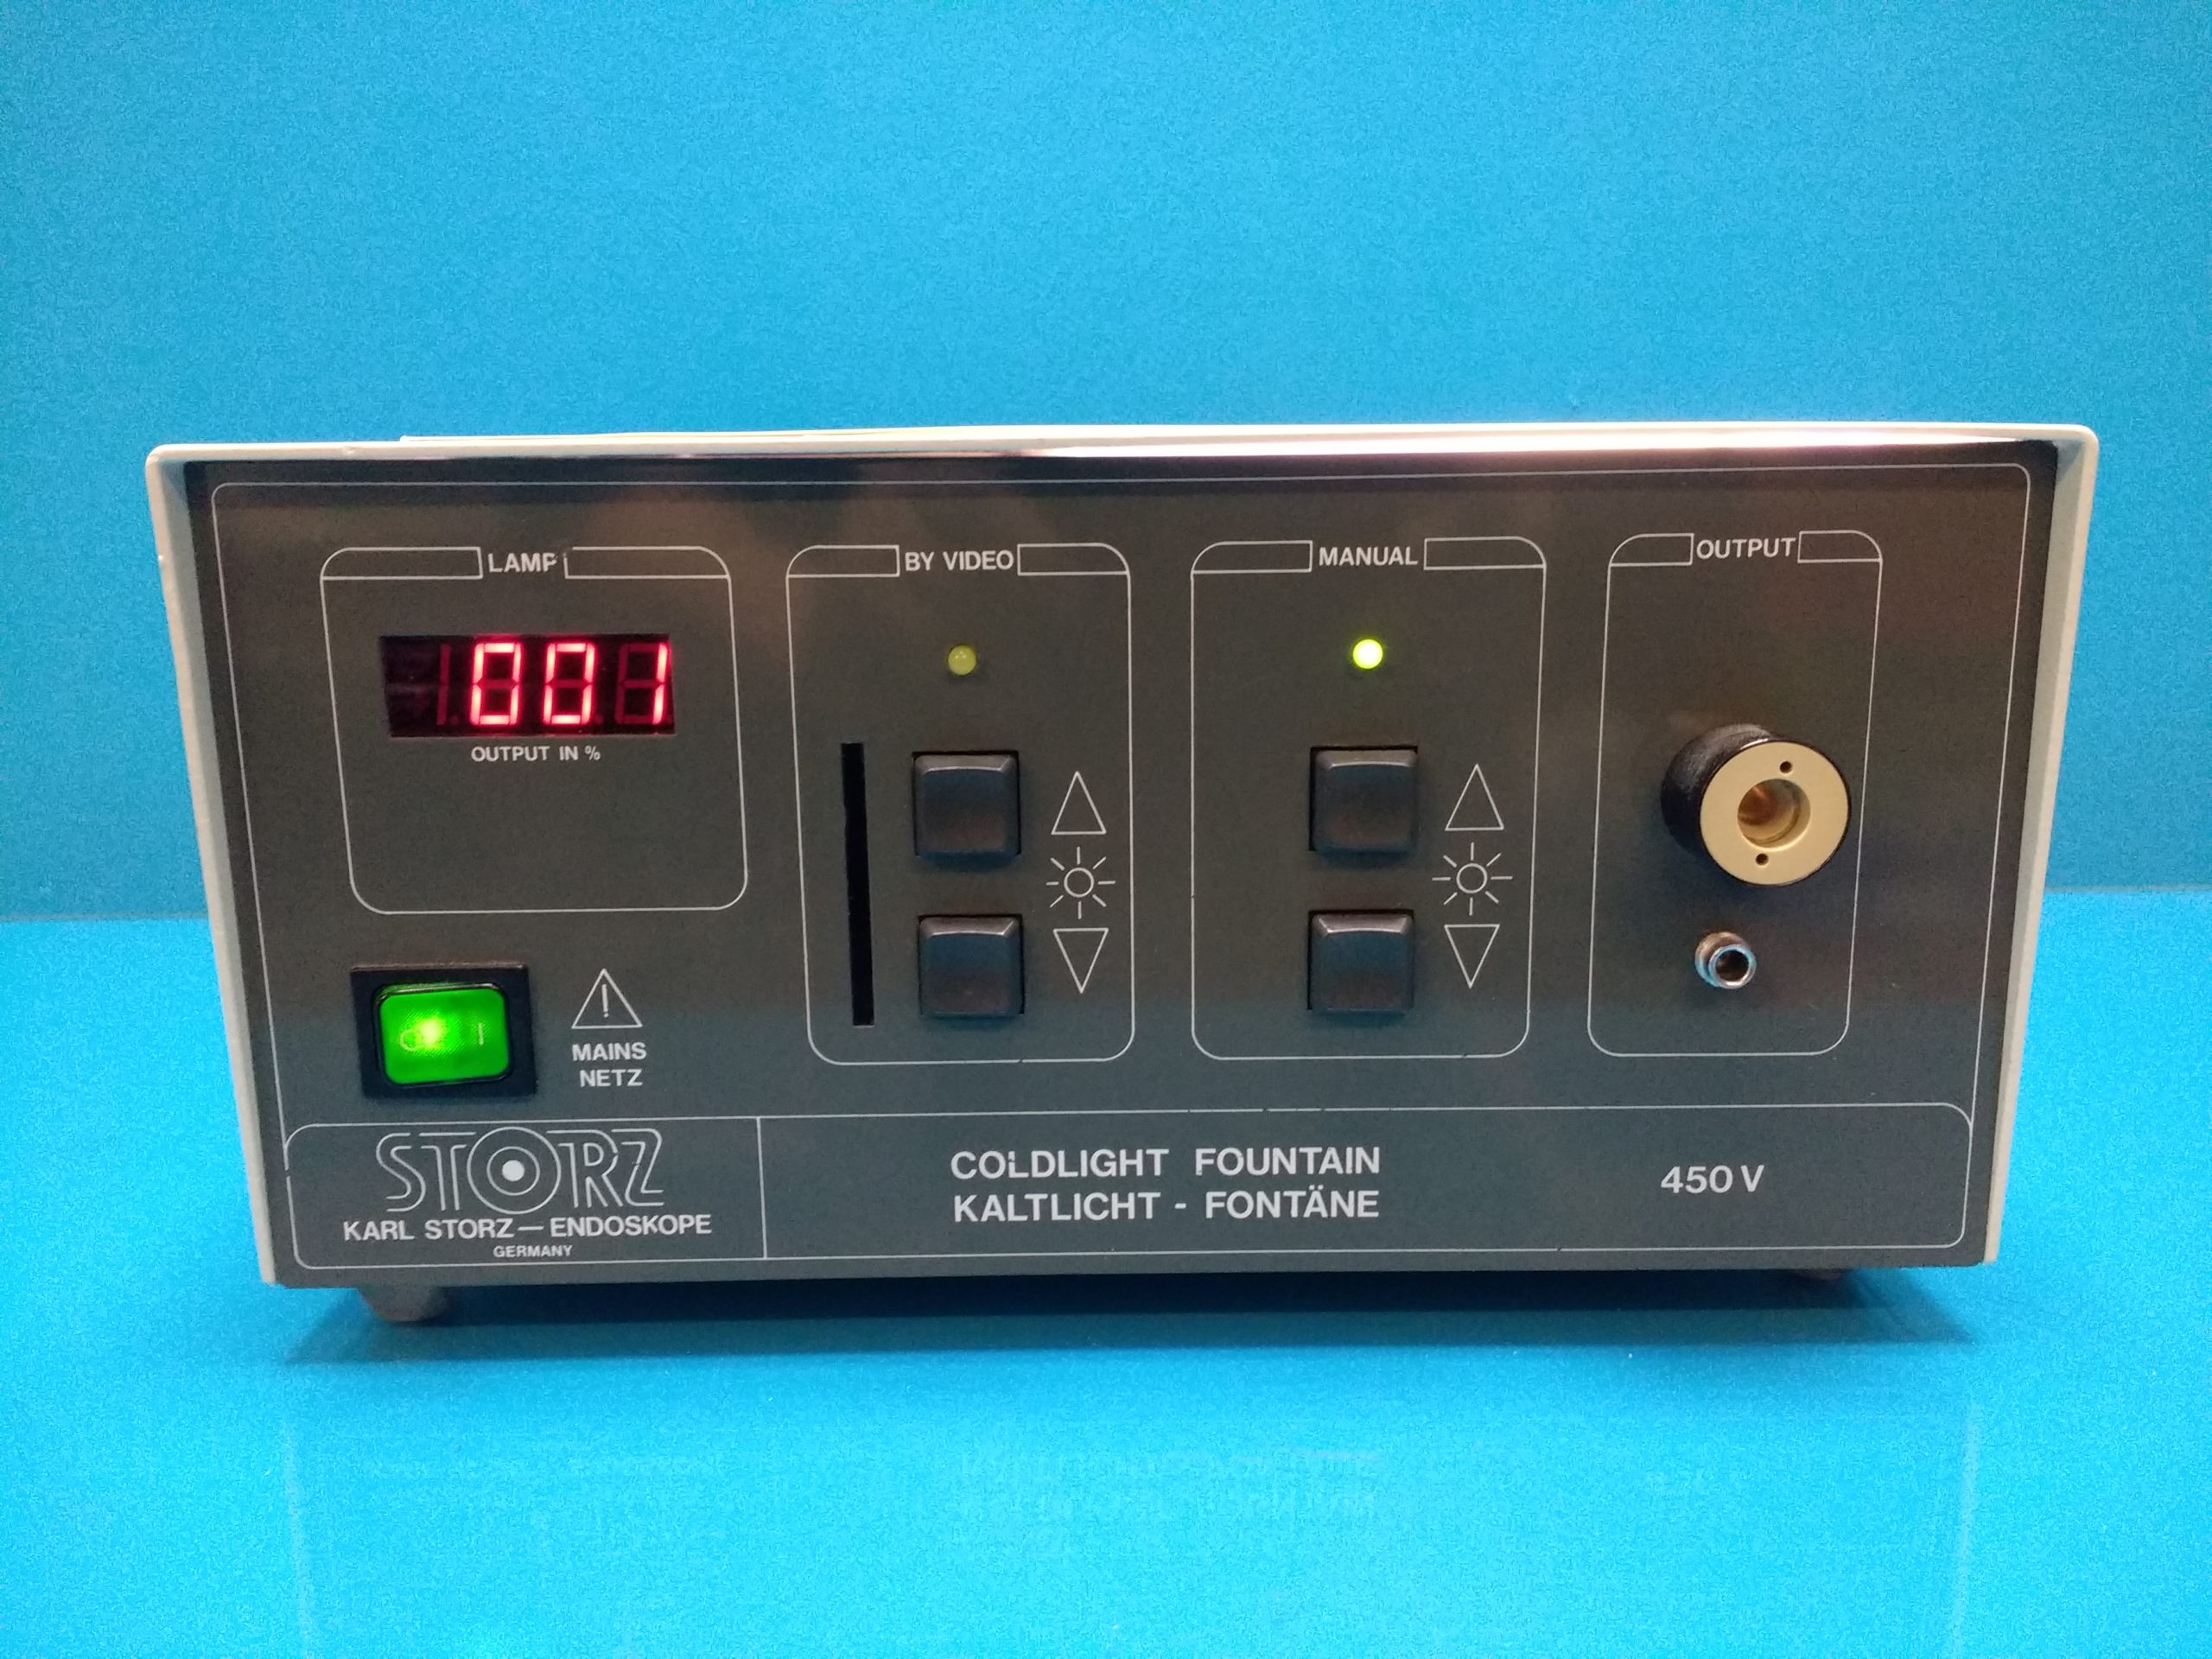 LAMP
BY VIDEO
MANUAL
OUTPUT
001
OUTPUT IN %
MAINS
NETZ
STORZ
KARL STORZ — ENDOSKOPE
GERMANY
COLDLIGHT FOUNTAIN
KALTLICHT - FONTÄNE
450 V